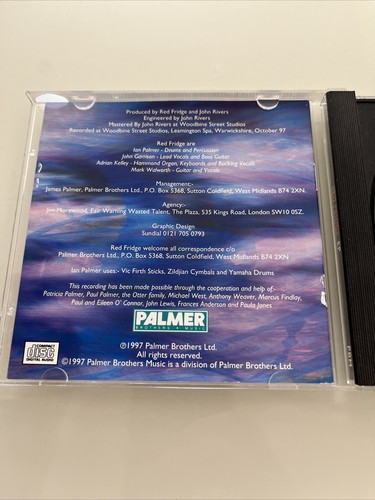 Produced by Red Fridge and John Rivers
Engineered by John Rivers
Mastered By John Rivers at Woodbine Street Studios
Recorded at Woodbine Street Studios, Leamington Spa, Warwickshire, October 97
Red Fridge are
Ian Palmer - Drums and Percussion
John Garrison - Lead Vocals and Bass Guitar
Adrian Kelley - Hammond Organ, Keyboards and Backing Vocals
Mark Walworth - Guitar and Vocals
Management:-
James Palmer, Palmer Brothers Ltd., P.O. Box 5368, Sutton Coldfield, West Midlands B74 2XN.
Agency:-
Jim Morewood, Fair Warning Wasted Talent, The Plaza, 535 Kings Road, London SW10 0SZ.
Graphic Design
Sundial 0121 705 0793
Red Fridge welcome all correspondence c/o
Palmer Brothers Ltd., P.O. Box 5368, Sutton Coldfield, West Midlands B74 2XN
Ian Palmer uses:- Vic Firth Sticks, Zildjian Cymbals and Yamaha Drums
This recording has been made possible through the cooperation and help of:-
Patricia Palmer, Paul Palmer, the Otter family, Michael West, Anthony Weaver, Marcus Findlay,
Paul and Eileen O' Connor, John Lewis, Frances Anderson and Paula Jones
PALMER
BROTHERS MUSIC
COMPACT
disc
DIGITAL AUDIO
℗1997 Palmer Brothers Ltd.
All rights reserved.
©1997 Palmer Brothers Music is a division of Palmer Brothers Ltd.